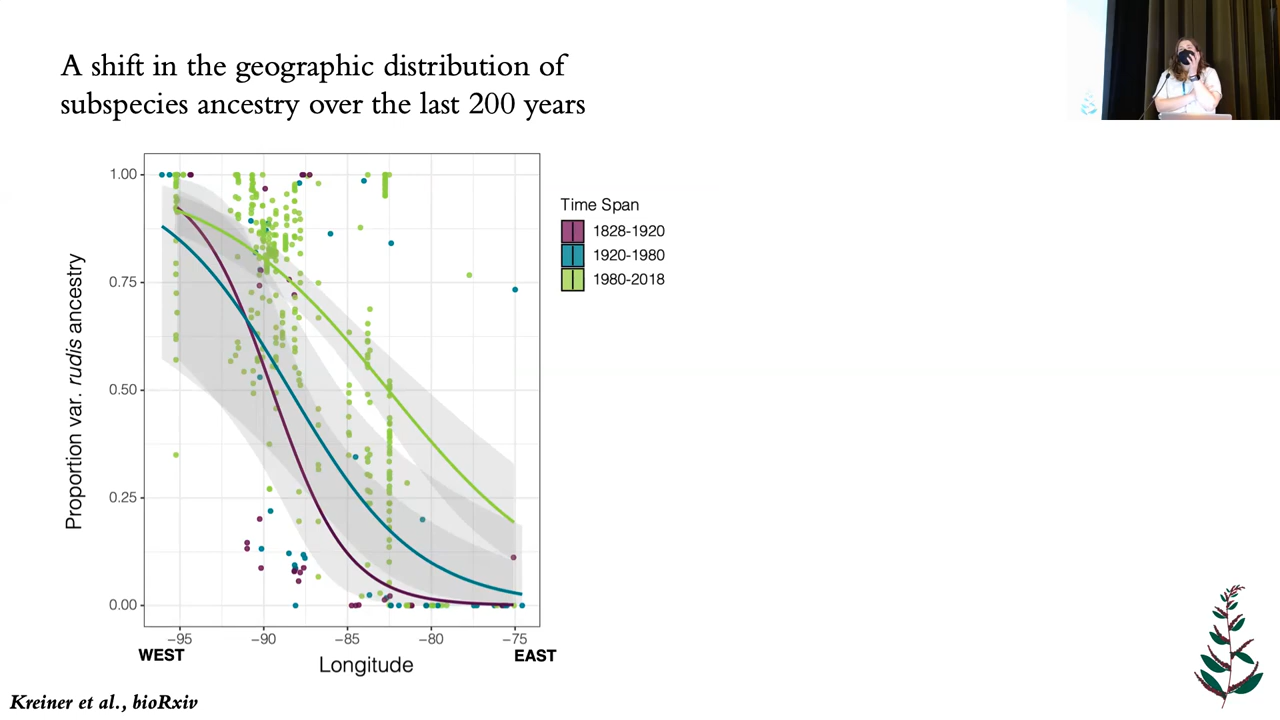 A shift in the geographic distribution of
subspecies ancestry over the last 200 years
Proportion var. rudis ancestry
1.00
0.75
0.50
0.25
0.00
−95
−90
−85
−80
−75
WEST
EAST
Longitude
Time Span
1828-1920
1920-1980
1980-2018
Kreiner et al., bioRxiv